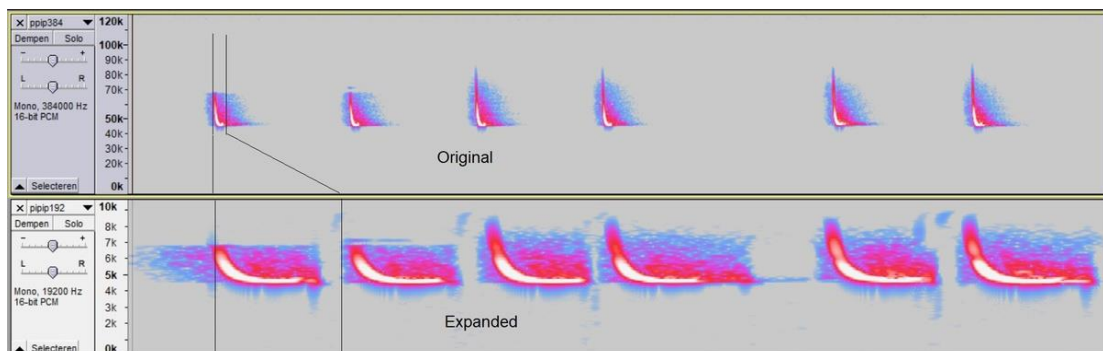 × ppip384 ▼
Dempen Solo
- +
L R
Mono, 384000 Hz
16-bit PCM
▲ Selecteren
120k
100k
90k
80k
70k
60k
50k
40k
30k
20k
0k
Original
× pipip192 ▼
Dempen Solo
- +
L R
Mono, 19200 Hz
16-bit PCM
▲ Selecteren
10k
8k
7k
6k
5k
4k
3k
2k
0k
Expanded